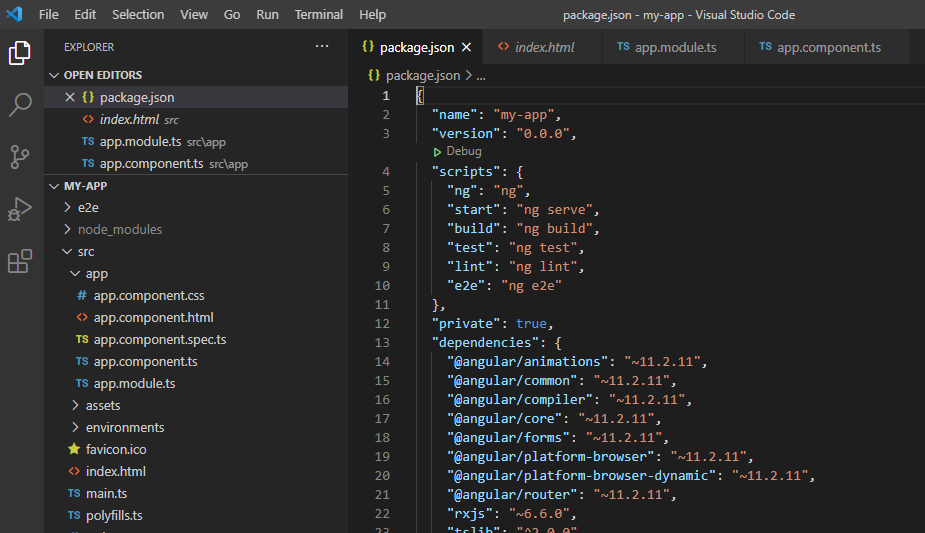 File Edit Selection View Go Run Terminal Help package.json - my-app - Visual Studio Code
EXPLORER
OPEN EDITORS
package.json
index.html src
app.module.ts src\app
app.component.ts src\app
MY-APP
e2e
node_modules
src
app
app.component.css
app.component.html
app.component.spec.ts
app.component.ts
app.module.ts
assets
environments
favicon.ico
index.html
main.ts
polyfills.ts
package.json index.html app.module.ts app.component.ts
package.json > ...
1 {
2 "name": "my-app",
3 "version": "0.0.0",
Debug
4 "scripts": {
5 "ng": "ng",
6 "start": "ng serve",
7 "build": "ng build",
8 "test": "ng test",
9 "lint": "ng lint",
10 "e2e": "ng e2e"
11 },
12 "private": true,
13 "dependencies": {
14 "@angular/animations": "~11.2.11",
15 "@angular/common": "~11.2.11",
16 "@angular/compiler": "~11.2.11",
17 "@angular/core": "~11.2.11",
18 "@angular/forms": "~11.2.11",
19 "@angular/platform-browser": "~11.2.11",
20 "@angular/platform-browser-dynamic": "~11.2.11",
21 "@angular/router": "~11.2.11",
22 "rxjs": "~6.6.0",
23 "tslib": "^2.0.0",